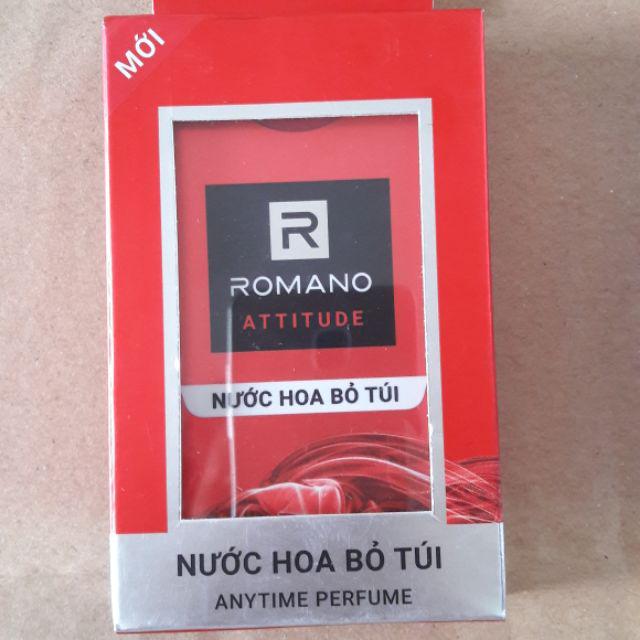 MỚI
R
ROMANO
ATTITUDE
NƯỚC HOA BỎ TÚI
NƯỚC HOA BỎ TÚI
ANYTIME PERFUME